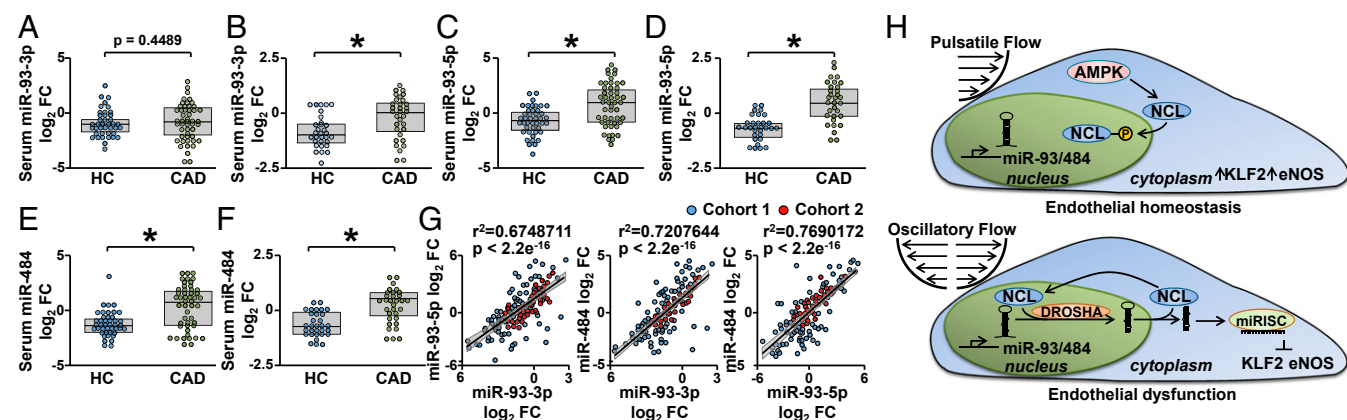 A
Serum miR-93-3p
log2 FC
p = 0.4489
5
0
-5
HC CAD
B
Serum miR-93-3p
log2 FC
*
2.5
0
-2.5
HC CAD
C
Serum miR-93-5p
log2 FC
*
5
0
-5
HC CAD
D
Serum miR-93-5p
log2 FC
*
2.5
0
-2.5
HC CAD
E
Serum miR-484
log2 FC
*
5
0
-5
HC CAD
F
Serum miR-484
log2 FC
*
2.5
0
-2.5
HC CAD
G
Cohort 1 Cohort 2
r²=0.6748711
p < 2.2e-16
miR-93-5p log2 FC
6
0
-6
6 0 3
miR-93-3p
log2 FC
r²=0.7207644
p < 2.2e-16
miR-484 log2 FC
5
0
-5
6 0 3
miR-93-3p
log2 FC
r²=0.7690172
p < 2.2e-16
miR-484 log2 FC
5
0
-5
-6 0 6
miR-93-5p
log2 FC
H
Pulsatile Flow
AMPK
NCL
NCL P
miR-93/484
nucleus
cytoplasm
↑KLF2↑eNOS
Endothelial homeostasis
Oscillatory Flow
NCL
NCL
DROSHA
miRISC
miR-93/484
nucleus
cytoplasm
KLF2 eNOS
Endothelial dysfunction